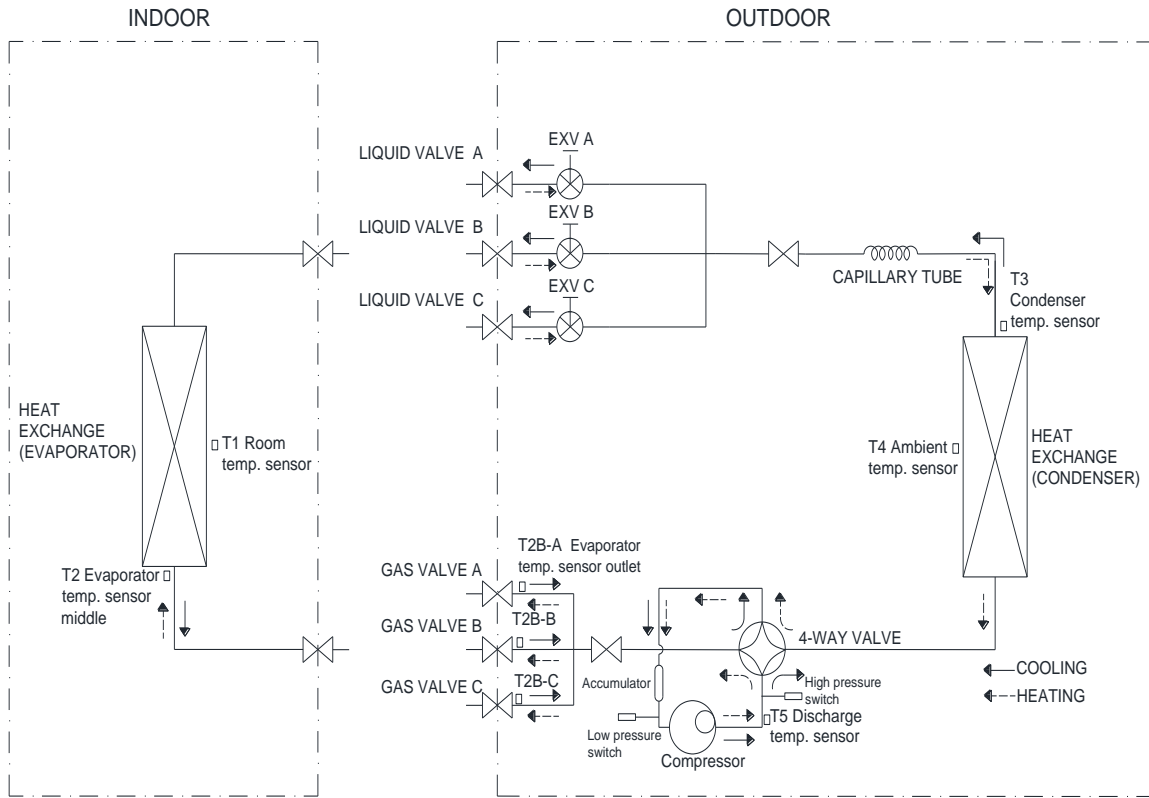 INDOOR
OUTDOOR
EXV A
LIQUID VALVE A
EXV B
LIQUID VALVE B
EXV C
LIQUID VALVE C
CAPILLARY TUBE
T3
Condenser
temp. sensor
HEAT
EXCHANGE
(EVAPORATOR)
T1 Room
temp. sensor
T4 Ambient
temp. sensor
HEAT
EXCHANGE
(CONDENSER)
T2 Evaporator
temp. sensor
middle
T2B-A Evaporator
temp. sensor outlet
GAS VALVE A
GAS VALVE B
T2B-B
GAS VALVE C
T2B-C
4-WAY VALVE
Accumulator
High pressure
switch
Low pressure
switch
T5 Discharge
temp. sensor
Compressor
COOLING
HEATING